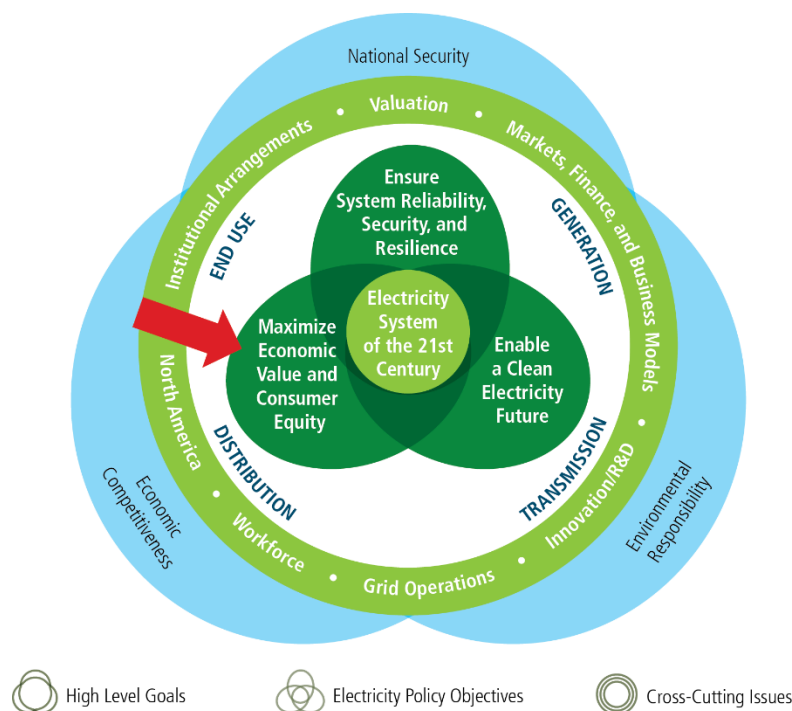 National Security
Valuation
Institutional Arrangements
Markets, Finance, and Business Models
END USE
GENERATION
Ensure
System Reliability,
Security, and
Resilience
Electricity
System
of the 21st
Century
Maximize
Economic
Value and
Consumer
Equity
Enable
a Clean
Electricity
Future
North America
DISTRIBUTION
TRANSMISSION
Innovation/R&D
Workforce
Grid Operations
Economic
Competitiveness
Environmental
Responsibility
High Level Goals
Electricity Policy Objectives
Cross-Cutting Issues